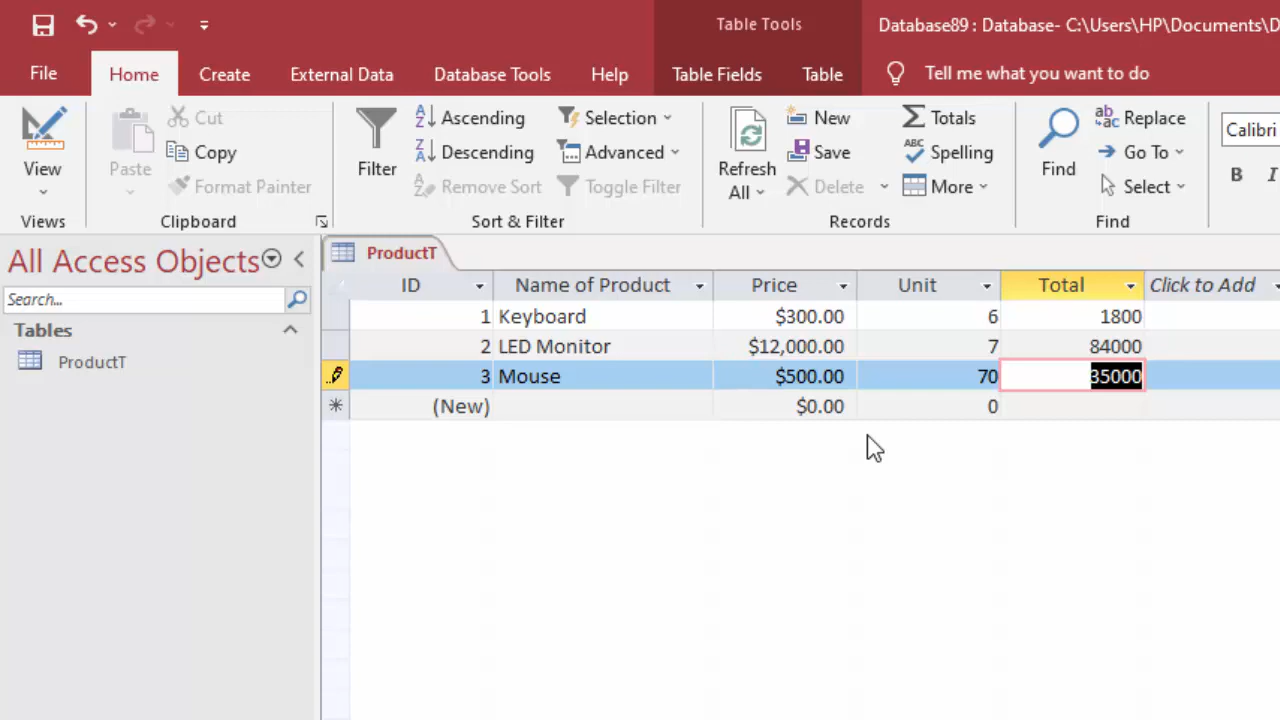 Table Tools
Database89 : Database- C:\Users\HP\Documents\D
File Home Create External Data Database Tools Help Table Fields Table Tell me what you want to do
View
Paste
Cut
Copy
Format Painter
Filter
Ascending
Descending
Remove Sort
Selection
Advanced
Toggle Filter
Refresh
All
New
Save
Delete
Totals
Spelling
More
Find
Replace
Go To
Select
Calibri
B I
Views Clipboard Sort & Filter Records Find
All Access Objects
Search...
Tables
ProductT
ProductT
ID Name of Product Price Unit Total Click to Add
1 Keyboard $300.00 6 1800
2 LED Monitor $12,000.00 7 84000
3 Mouse $500.00 70 35000
(New) $0.00 0